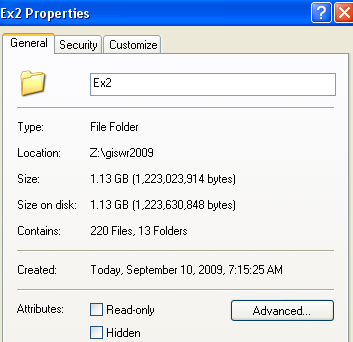 Ex2 Properties
General Security Customize
Ex2
Type: File Folder
Location: Z:\giswr2009
Size: 1.13 GB (1,223,023,914 bytes)
Size on disk: 1.13 GB (1,223,630,848 bytes)
Contains: 220 Files, 13 Folders
Created: Today, September 10, 2009, 7:15:25 AM
Attributes: Read-only Advanced...
Hidden